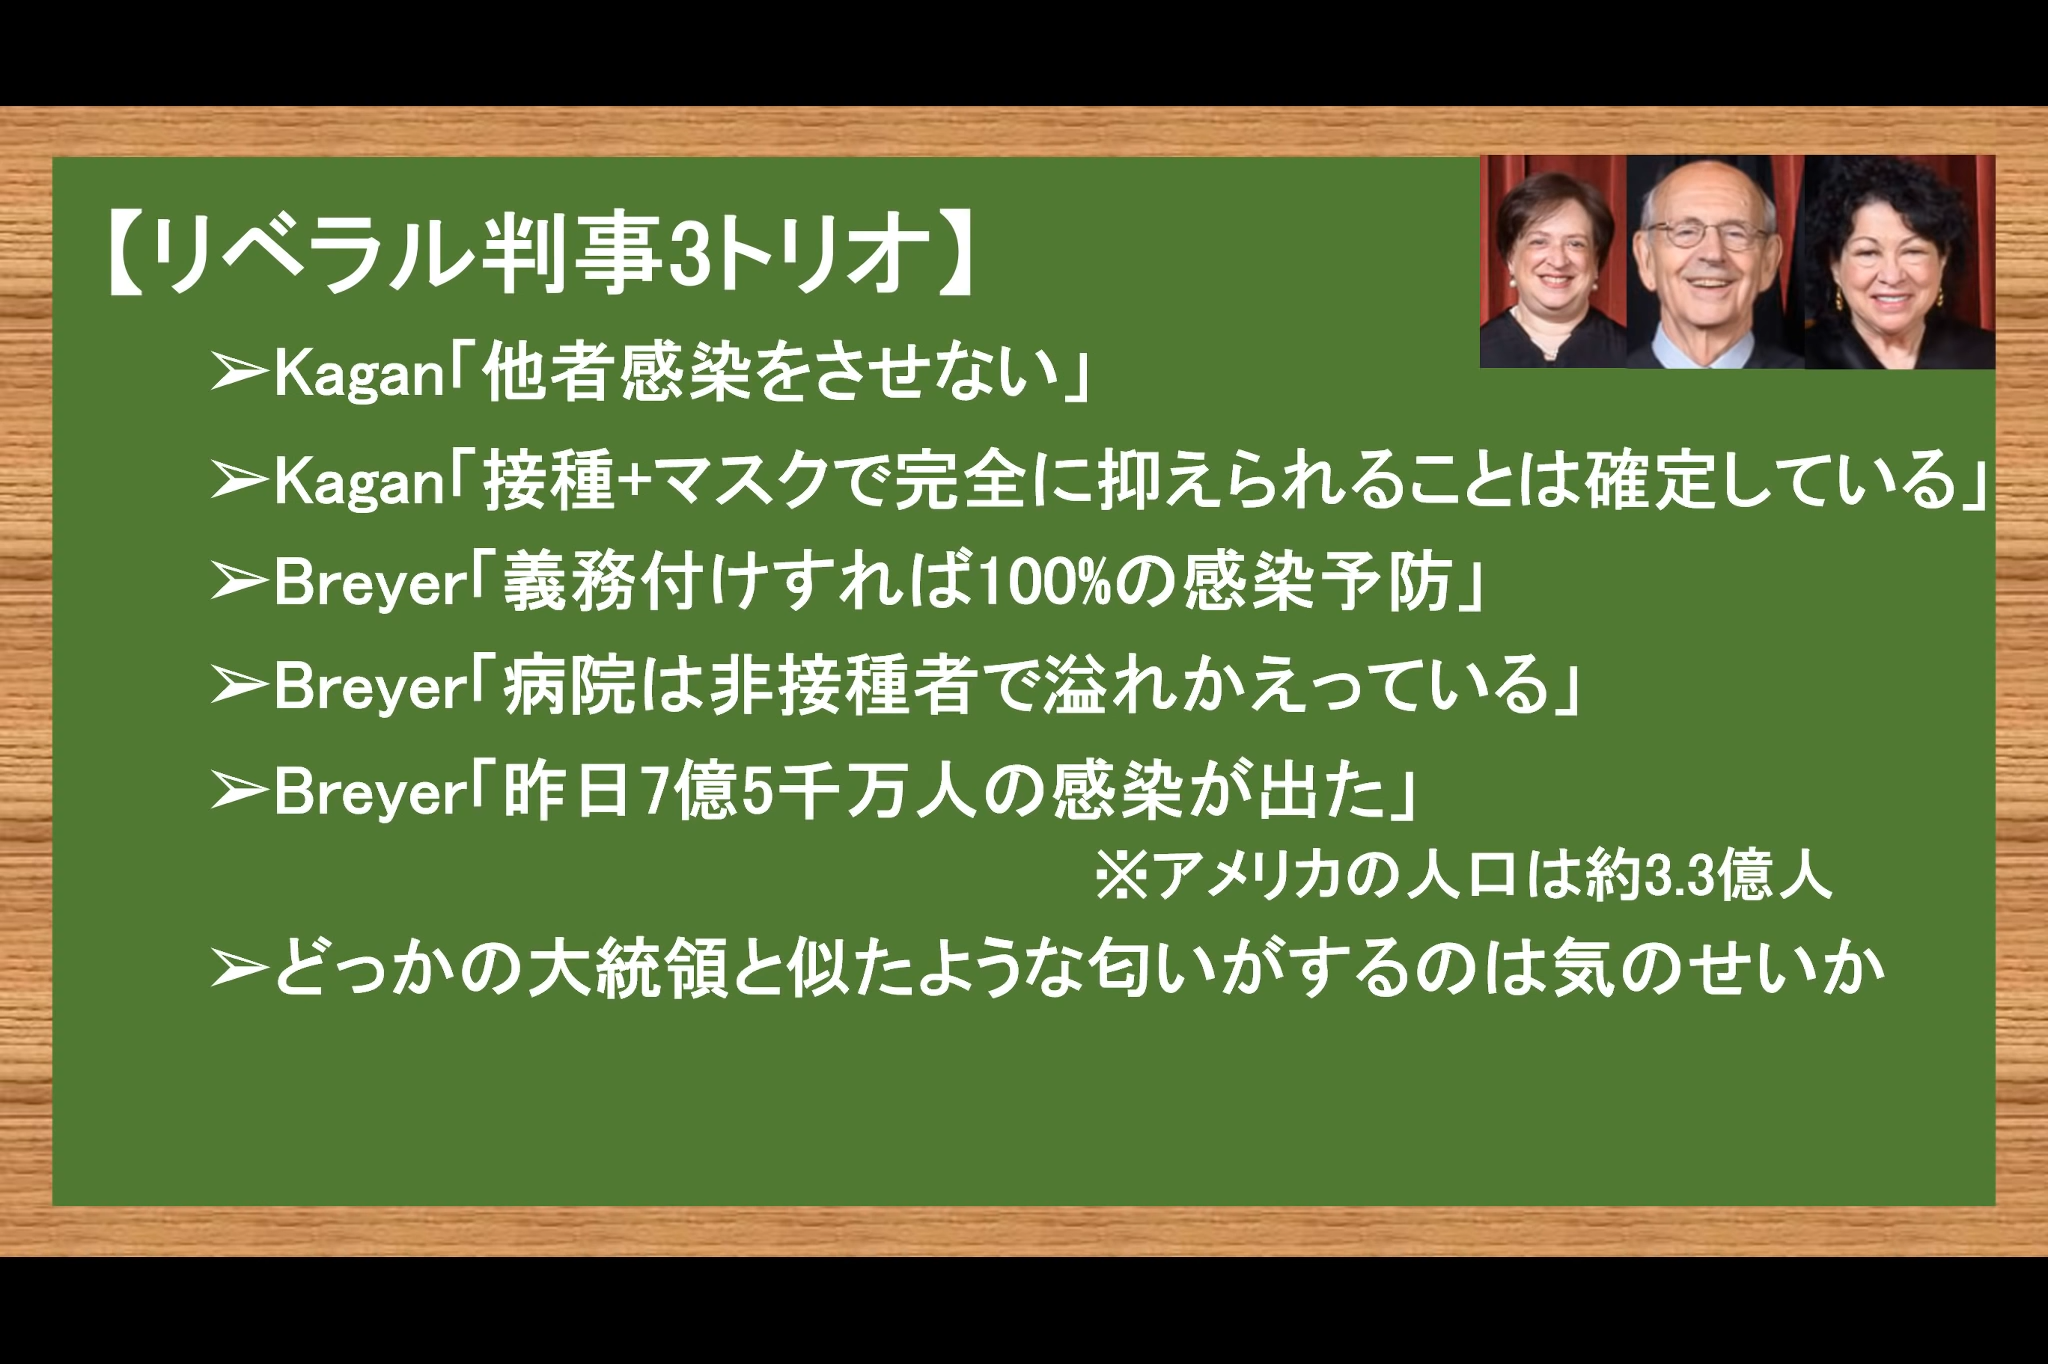 【リベラル判事3トリオ】
➢Kagan「他者感染をさせない」
➢Kagan「接種+マスクで完全に抑えられることは確定している」
➢Breyer「義務付けすれば100%の感染予防」
➢Breyer「病院は非接種者で溢れかえっている」
➢Breyer「昨日7億5千万人の感染が出た」
※アメリカの人口は約3.3億人
➢どっかの大統領と似たような匂いがするのは気のせいか